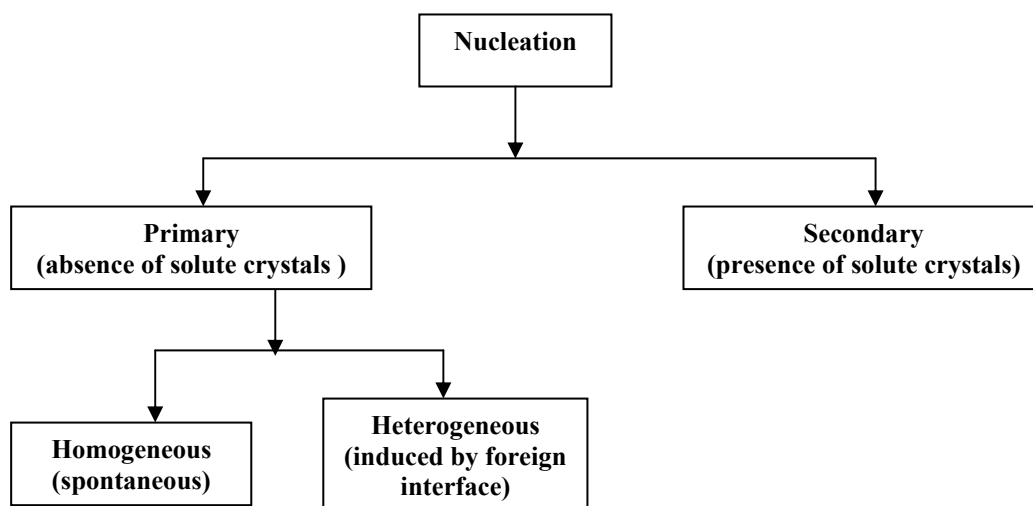 Nucleation
Primary
(absence of solute crystals )
Secondary
(presence of solute crystals)
Homogeneous
(spontaneous)
Heterogeneous
(induced by foreign
interface)